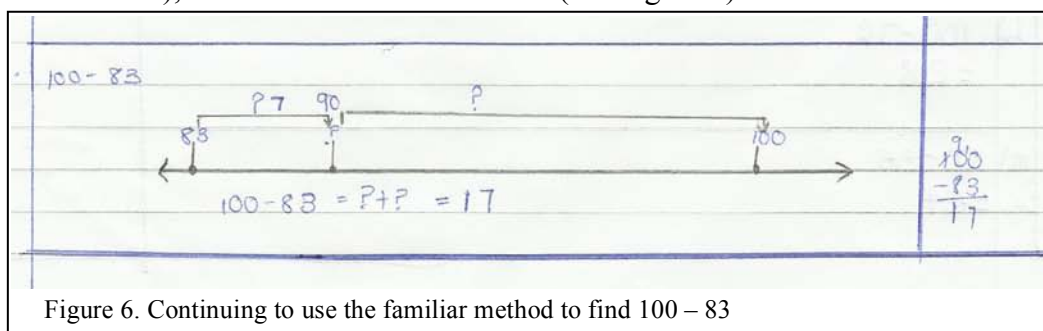 100 - 83
? 7 90 ?
83 ? 100
100 - 83 = ? + ? = 17
9
100
-83
17
Figure 6. Continuing to use the familiar method to find 100 – 83